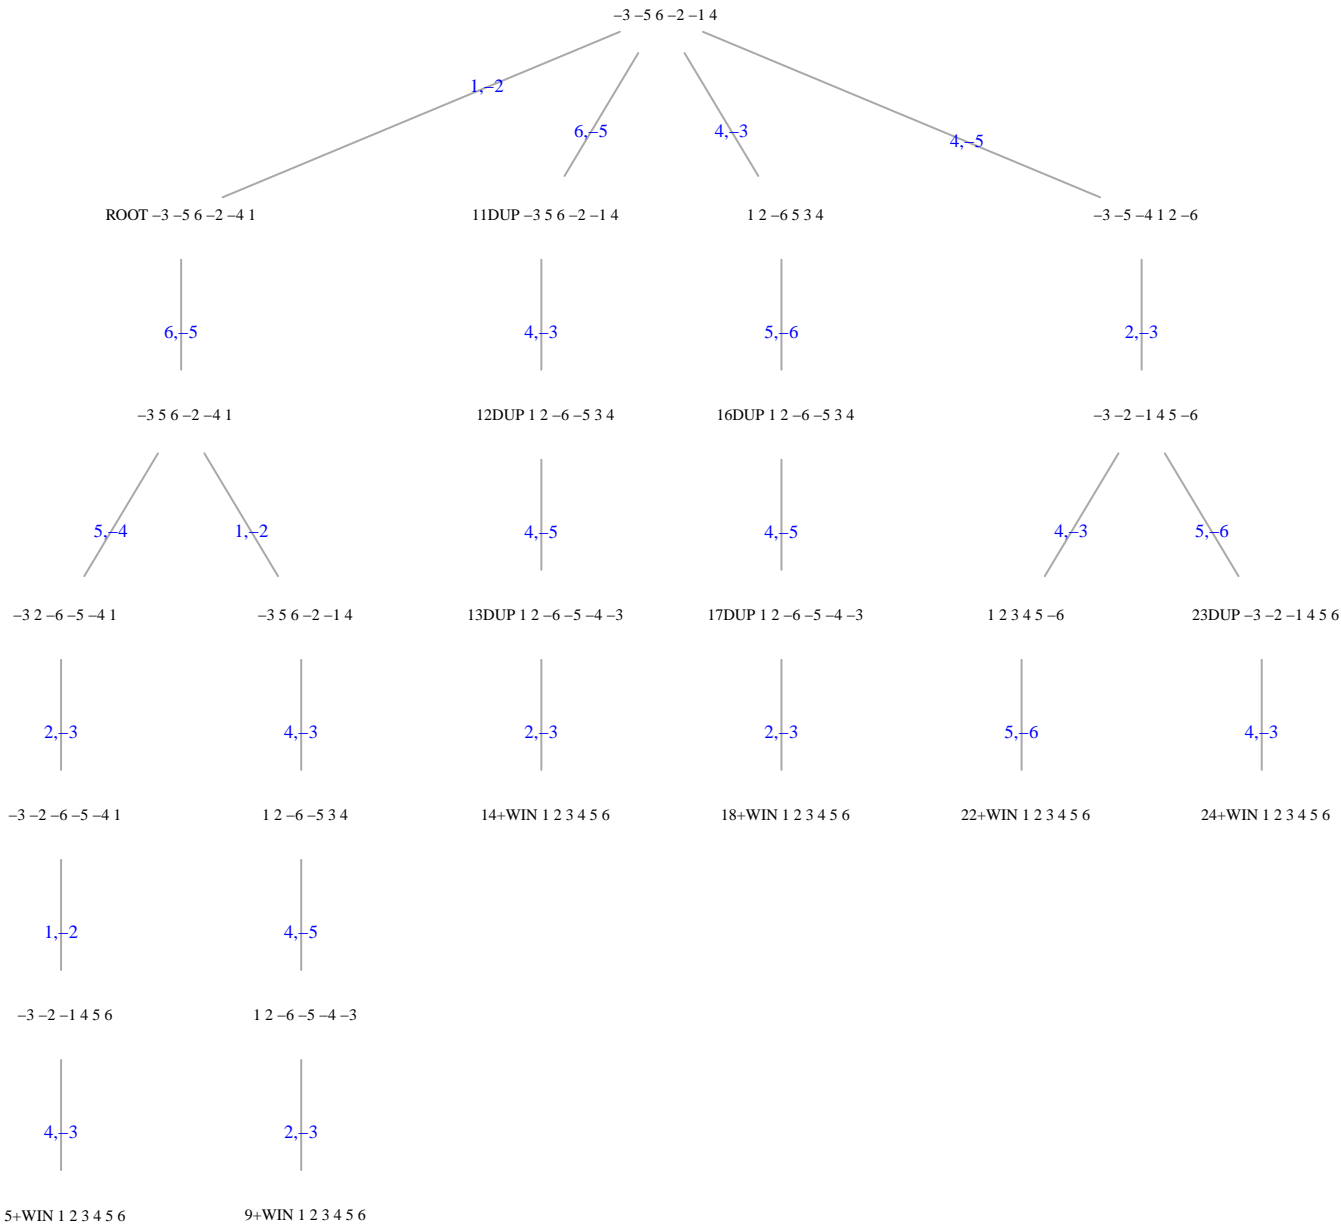 −3 −5 6 −2 −1 4
1,−2
6,−5
4,−3
4,−5
ROOT −3 −5 6 −2 −4 1
11DUP −3 5 6 −2 −1 4
1 2 −6 5 3 4
−3 −5 −4 1 2 −6
6,−5
4,−3
5,−6
2,−3
−3 5 6 −2 −4 1
12DUP 1 2 −6 −5 3 4
16DUP 1 2 −6 −5 3 4
−3 −2 −1 4 5 −6
5,−4
1,−2
4,−5
4,−5
4,−3
5,−6
−3 2 −6 −5 −4 1
−3 5 6 −2 −1 4
13DUP 1 2 −6 −5 −4 −3
17DUP 1 2 −6 −5 −4 −3
1 2 3 4 5 −6
23DUP −3 −2 −1 4 5 6
2,−3
4,−3
2,−3
2,−3
5,−6
4,−3
−3 −2 −6 −5 −4 1
1 2 −6 −5 3 4
14+WIN 1 2 3 4 5 6
18+WIN 1 2 3 4 5 6
22+WIN 1 2 3 4 5 6
24+WIN 1 2 3 4 5 6
1,−2
4,−5
−3 −2 −1 4 5 6
1 2 −6 −5 −4 −3
4,−3
2,−3
5+WIN 1 2 3 4 5 6
9+WIN 1 2 3 4 5 6